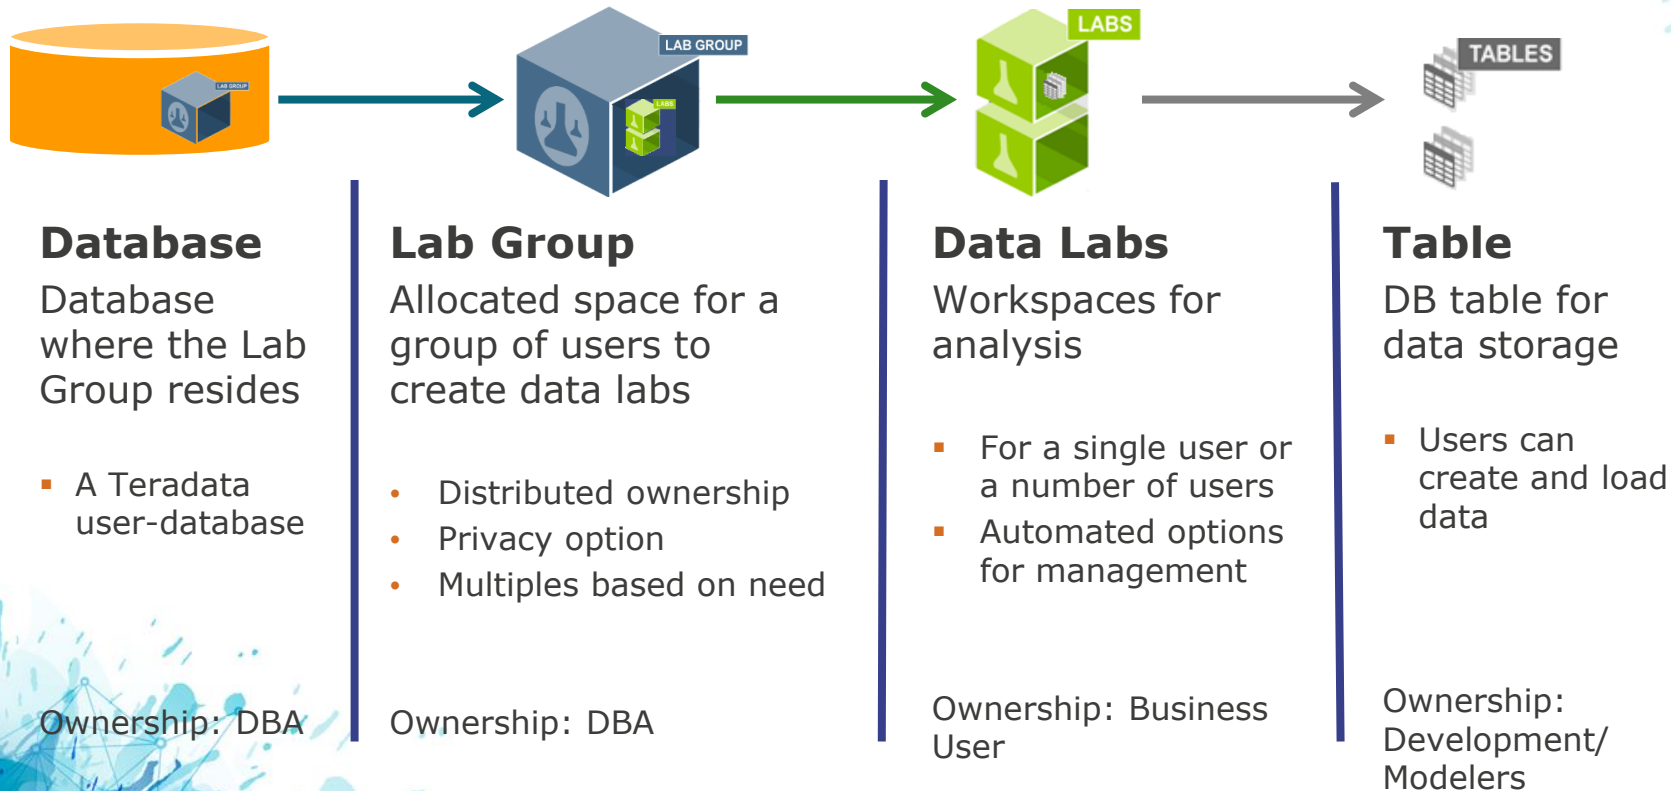 LAB GROUP
LAB GROUP
LABS
LABS
TABLES
Database
Database
where the Lab
Group resides
▪ A Teradata
user-database
Ownership: DBA
Lab Group
Allocated space for a
group of users to
create data labs
• Distributed ownership
• Privacy option
• Multiples based on need
Ownership: DBA
Data Labs
Workspaces for
analysis
▪ For a single user or
a number of users
▪ Automated options
for management
Ownership: Business
User
Table
DB table for
data storage
▪ Users can
create and load
data
Ownership:
Development/
Modelers